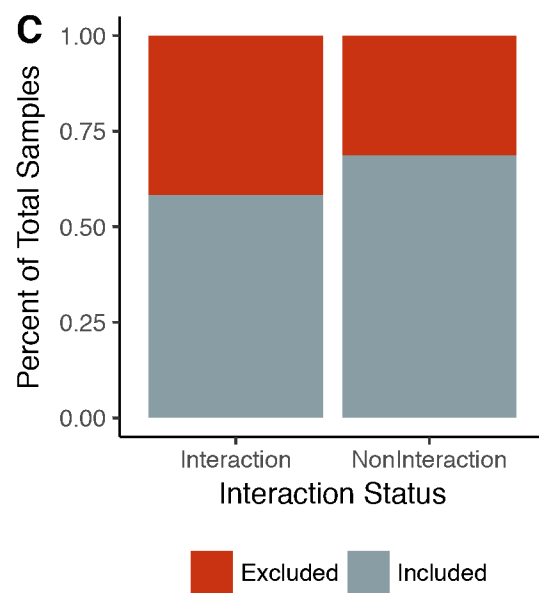 C
Percent of Total Samples
1.00
0.75
0.50
0.25
0.00
Interaction NonInteraction
Interaction Status
Excluded Included